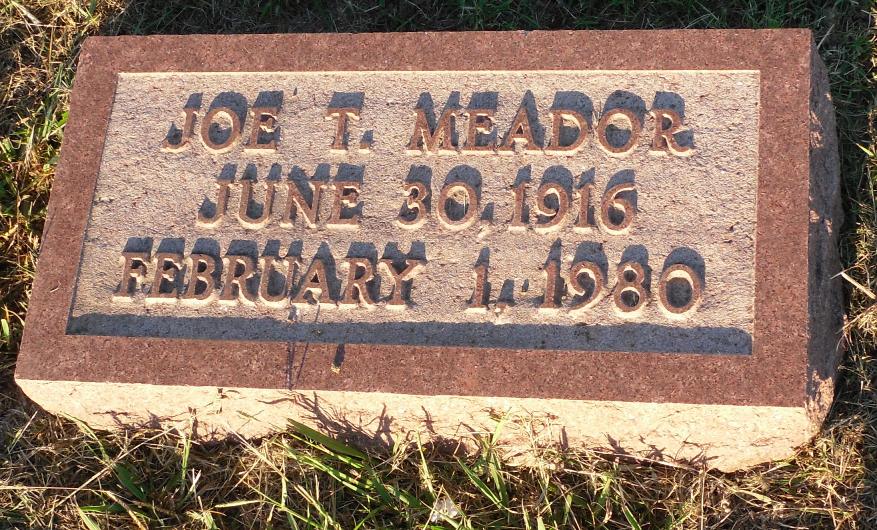 JOE T. MEADOR
JUNE 30, 1916
FEBRUARY 1, 1980